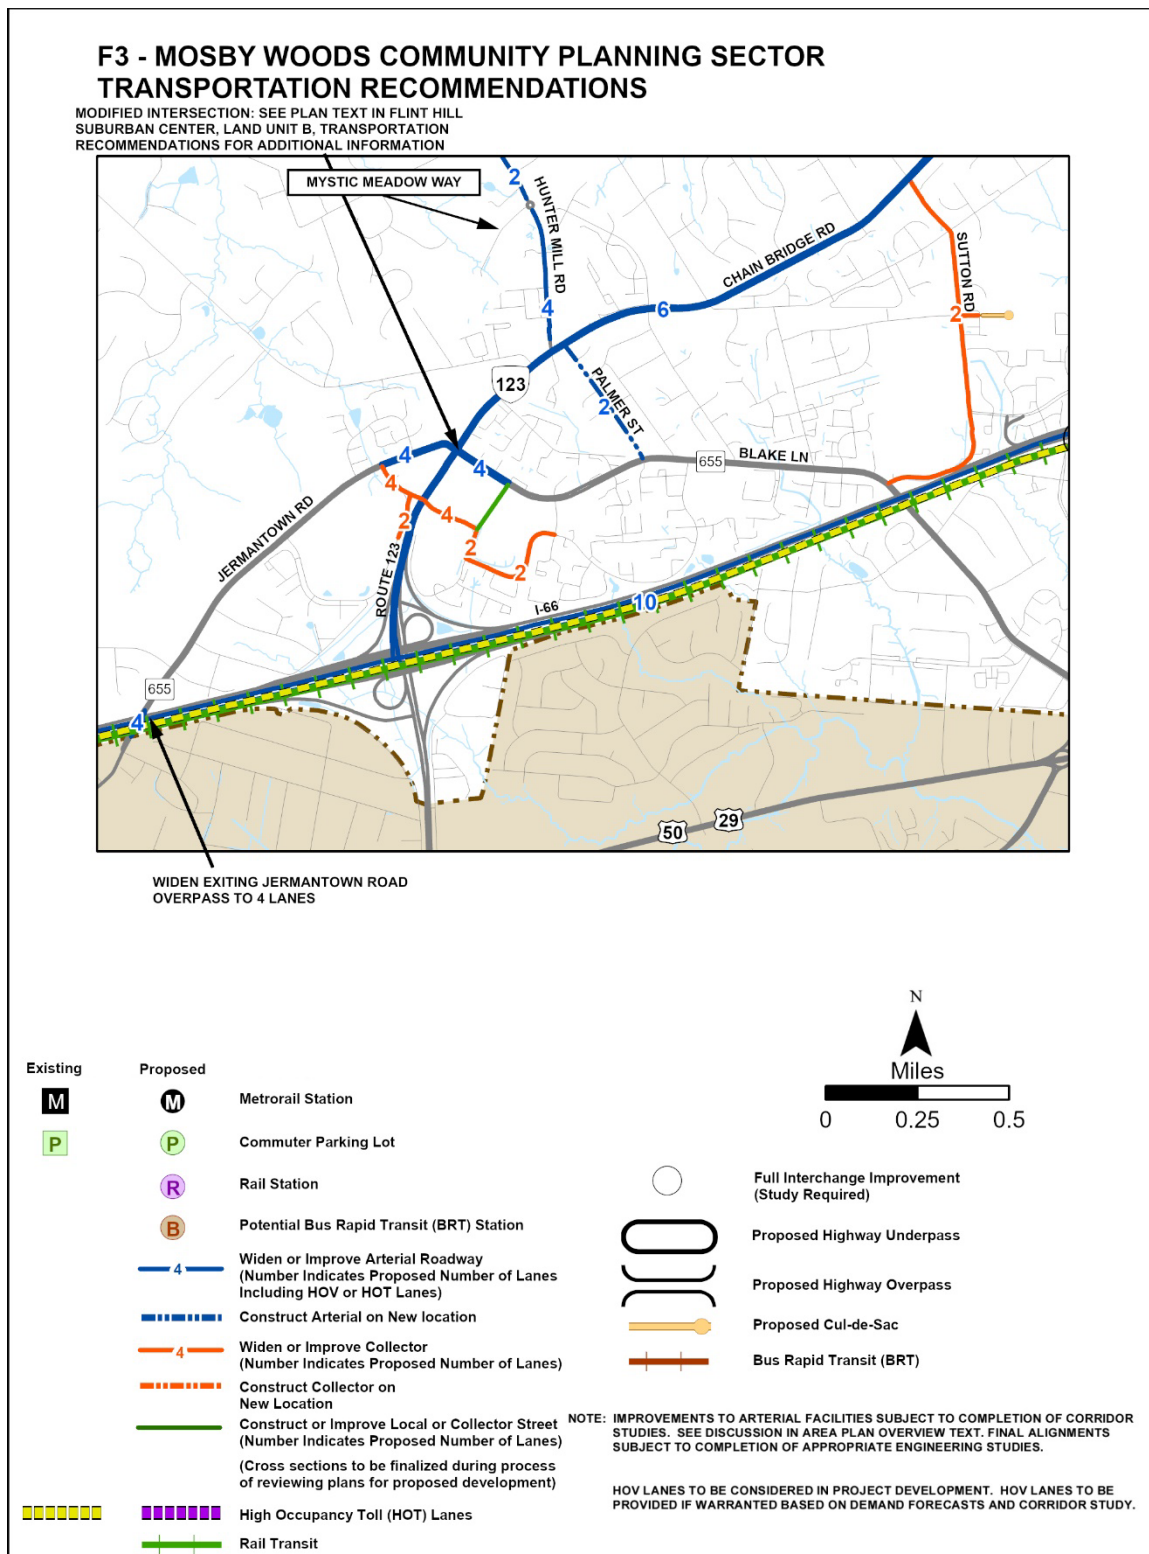 F3 - MOSBY WOODS COMMUNITY PLANNING SECTOR
TRANSPORTATION RECOMMENDATIONS
MODIFIED INTERSECTION: SEE PLAN TEXT IN FLINT HILL
SUBURBAN CENTER, LAND UNIT B, TRANSPORTATION
RECOMMENDATIONS FOR ADDITIONAL INFORMATION
MYSTIC MEADOW WAY
2
HUNTER MILL RD
CHAIN BRIDGE RD
SUTTON RD
4
6
2
123
PALMER ST
2
4
4
BLAKE LN
655
4
JERMANTOWN RD
2
4
2
2
ROUTE 123
I-66
10
655
4
50
29
WIDEN EXITING JERMANTOWN ROAD
OVERPASS TO 4 LANES
N
Miles
0 0.25 0.5
Existing Proposed
M M Metrorail Station
P P Commuter Parking Lot
R Rail Station
B Potential Bus Rapid Transit (BRT) Station
4 Widen or Improve Arterial Roadway
(Number Indicates Proposed Number of Lanes
Including HOV or HOT Lanes)
Construct Arterial on New location
4 Widen or Improve Collector
(Number Indicates Proposed Number of Lanes)
Construct Collector on
New Location
Construct or Improve Local or Collector Street
(Number Indicates Proposed Number of Lanes)
(Cross sections to be finalized during process
of reviewing plans for proposed development)
High Occupancy Toll (HOT) Lanes
Rail Transit
Full Interchange Improvement
(Study Required)
Proposed Highway Underpass
Proposed Highway Overpass
Proposed Cul-de-Sac
Bus Rapid Transit (BRT)
NOTE: IMPROVEMENTS TO ARTERIAL FACILITIES SUBJECT TO COMPLETION OF CORRIDOR
STUDIES. SEE DISCUSSION IN AREA PLAN OVERVIEW TEXT. FINAL ALIGNMENTS
SUBJECT TO COMPLETION OF APPROPRIATE ENGINEERING STUDIES.
HOV LANES TO BE CONSIDERED IN PROJECT DEVELOPMENT. HOV LANES TO BE
PROVIDED IF WARRANTED BASED ON DEMAND FORECASTS AND CORRIDOR STUDY.